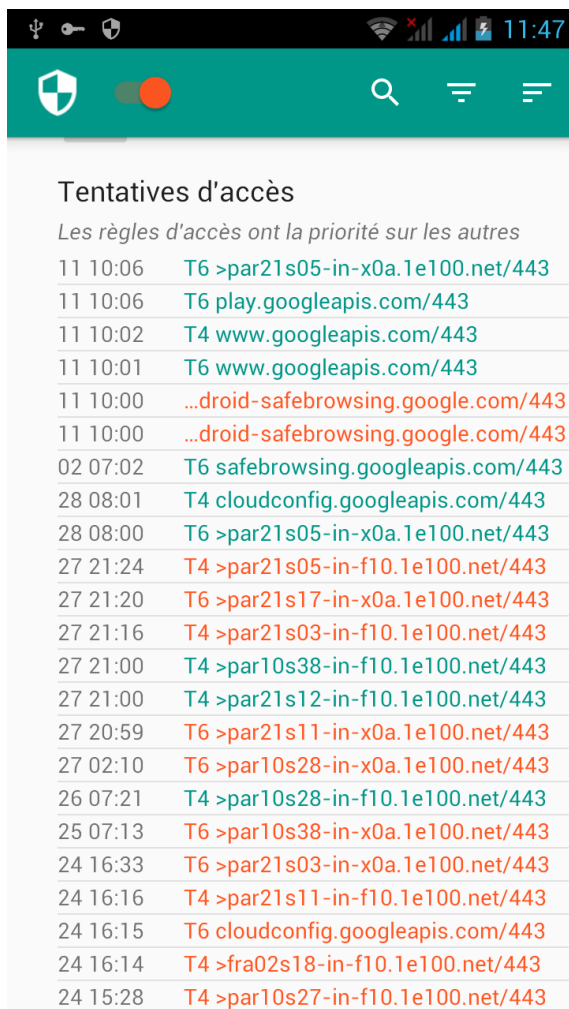 11:47
Tentatives d'accès
Les règles d'accès ont la priorité sur les autres
11 10:06 T6 >par21s05-in-x0a.1e100.net/443
11 10:06 T6 play.googleapis.com/443
11 10:02 T4 www.googleapis.com/443
11 10:01 T6 www.googleapis.com/443
11 10:00 ...droid-safebrowsing.google.com/443
11 10:00 ...droid-safebrowsing.google.com/443
02 07:02 T6 safebrowsing.googleapis.com/443
28 08:01 T4 cloudconfig.googleapis.com/443
28 08:00 T6 >par21s05-in-x0a.1e100.net/443
27 21:24 T4 >par21s05-in-f10.1e100.net/443
27 21:20 T6 >par21s17-in-x0a.1e100.net/443
27 21:16 T4 >par21s03-in-f10.1e100.net/443
27 21:00 T4 >par10s38-in-f10.1e100.net/443
27 21:00 T4 >par21s12-in-f10.1e100.net/443
27 20:59 T6 >par21s11-in-x0a.1e100.net/443
27 02:10 T6 >par10s28-in-x0a.1e100.net/443
26 07:21 T4 >par10s28-in-f10.1e100.net/443
25 07:13 T6 >par10s38-in-x0a.1e100.net/443
24 16:33 T6 >par21s03-in-x0a.1e100.net/443
24 16:16 T4 >par21s11-in-f10.1e100.net/443
24 16:15 T6 cloudconfig.googleapis.com/443
24 16:14 T4 >fra02s18-in-f10.1e100.net/443
24 15:28 T4 >par10s27-in-f10.1e100.net/443